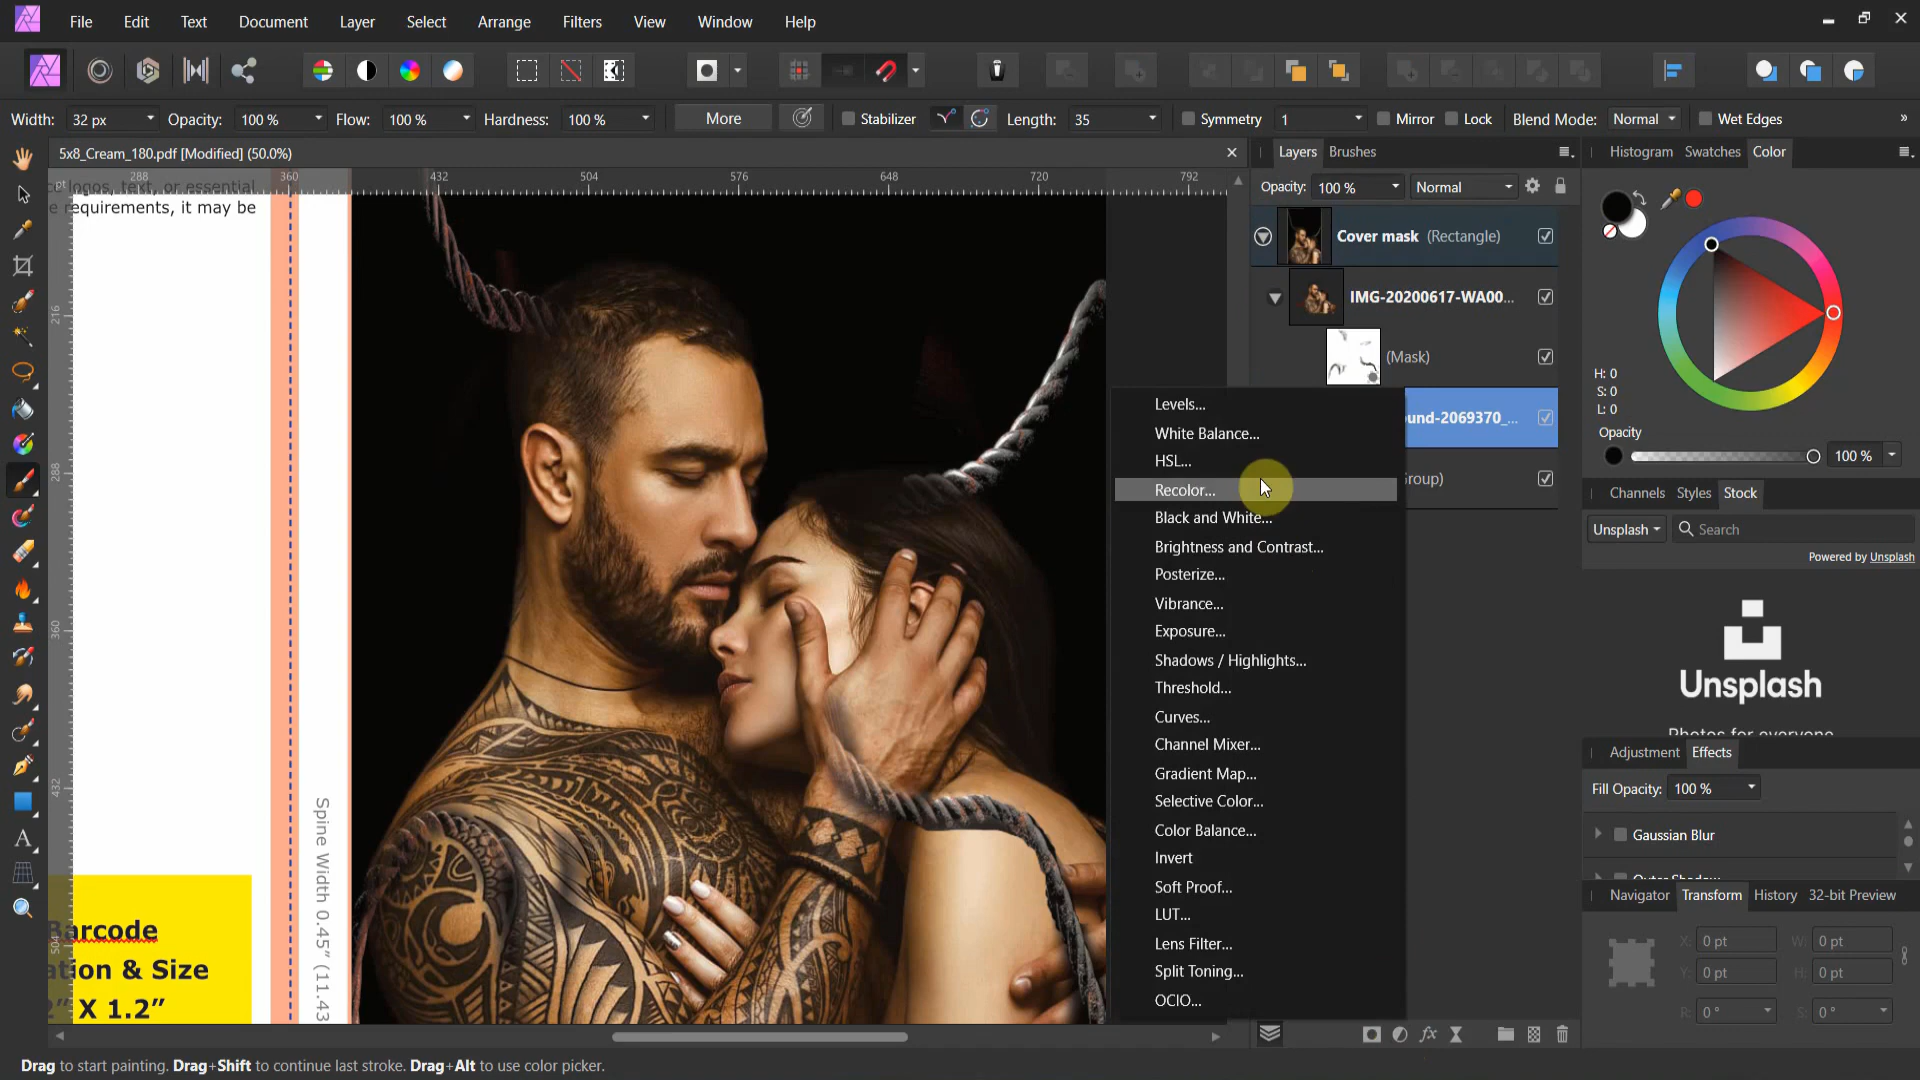 File Edit Text Document Layer Select Arrange Filters View Window Help
Width: 32 px Opacity: 100 % Flow: 100 % Hardness: 100 % More Stabilizer Length: 35 Symmetry 1 Mirror Lock Blend Mode: Normal Wet Edges »
5x8_Cream_180.pdf [Modified] (50.0%)
Layers Brushes
Histogram Swatches Color
pt 288 360 432 504 576 648 720 792
logos, text, or essential
requirements, it may be
216
288
360
432
504
Spine Width 0.45" (11.43
Barcode
ation & Size
X 1.2"
Opacity: 100 % Normal
Cover mask (Rectangle)
IMG-20200617-WA00...
(Mask)
ound-2069370_...
Group)
Levels...
White Balance...
HSL...
Recolor...
Black and White...
Brightness and Contrast...
Posterize...
Vibrance...
Exposure...
Shadows / Highlights...
Threshold...
Curves...
Channel Mixer...
Gradient Map...
Selective Color...
Color Balance...
Invert
Soft Proof...
LUT...
Lens Filter...
Split Toning...
OCIO...
H: 0
S: 0
L: 0
Opacity
100 %
Channels Styles Stock
Unsplash Search
Powered by Unsplash
Unsplash
Photos for everyone
Adjustment Effects
Fill Opacity: 100 %
Gaussian Blur
Outer Shadow
Navigator Transform History 32-bit Preview
X: 0 pt W: 0 pt
Y: 0 pt H: 0 pt
R: 0 ° S: 0 °
Drag to start painting. Drag+Shift to continue last stroke. Drag+Alt to use color picker.